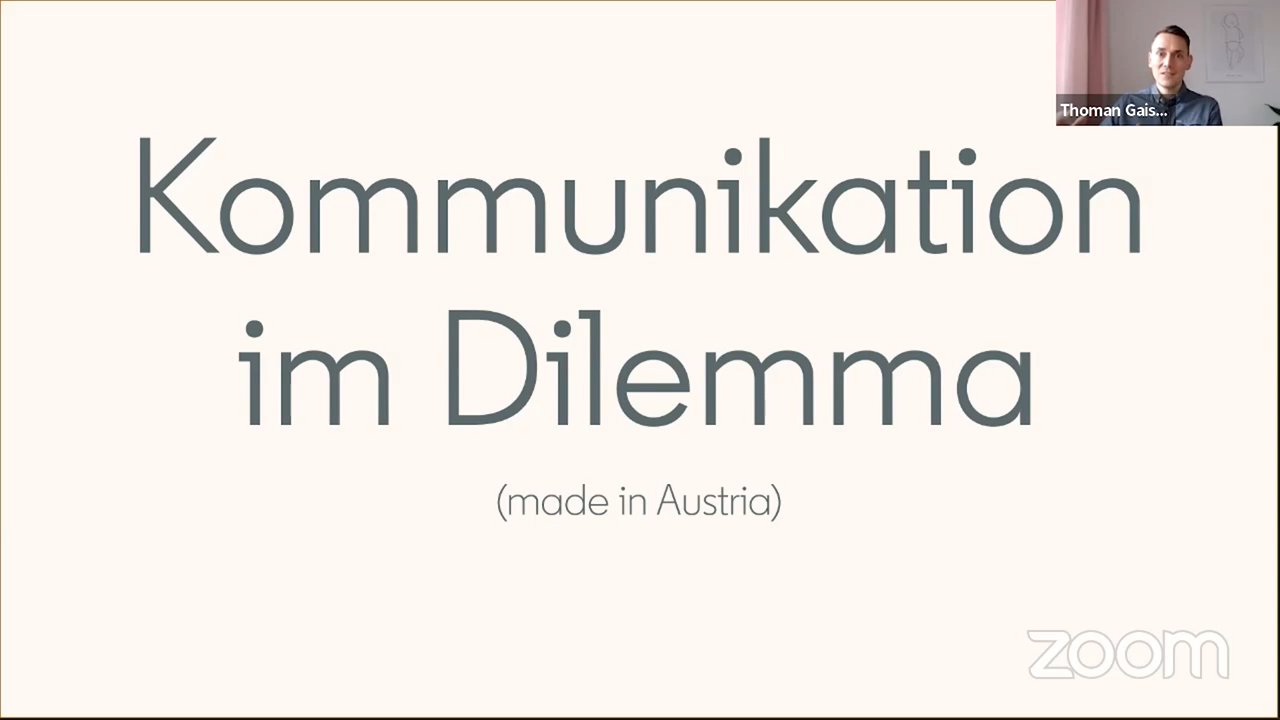 Thoman Gais...
Kommunikation
im Dilemma
(made in Austria)
zoom